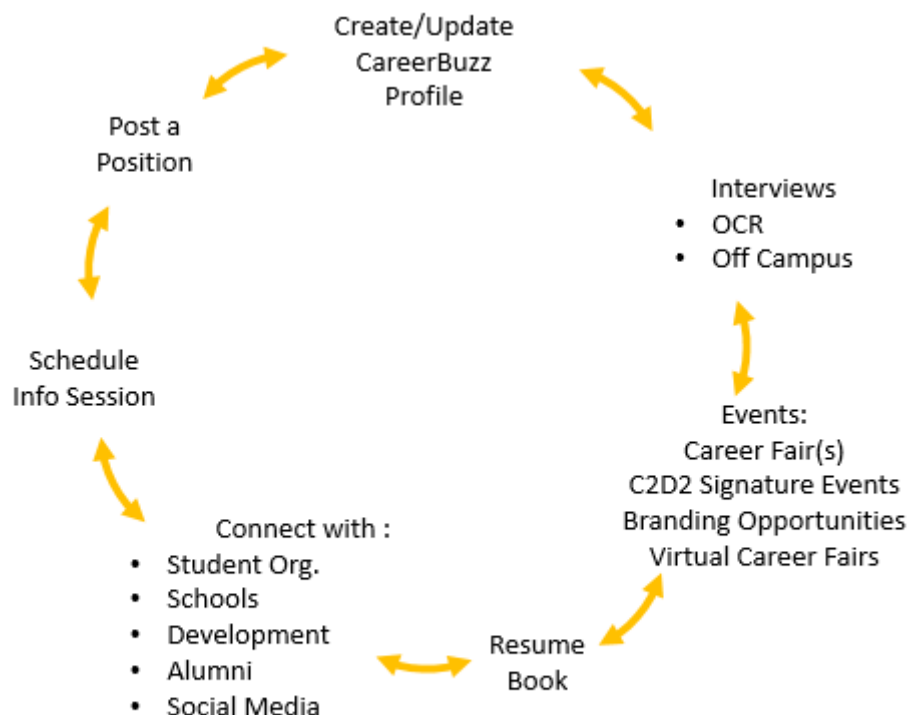 Create/Update
CareerBuzz
Profile
Interviews
• OCR
• Off Campus
Events:
Career Fair(s)
C2D2 Signature Events
Branding Opportunities
Virtual Career Fairs
Resume
Book
Connect with :
• Student Org.
• Schools
• Development
• Alumni
• Social Media
Schedule
Info Session
Post a
Position